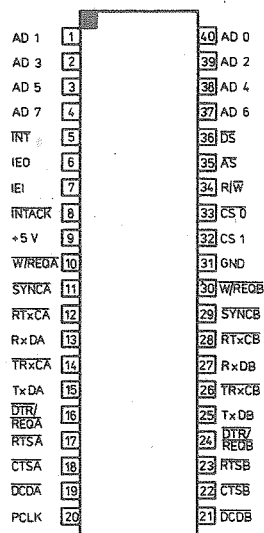 AD 1 1 40 AD 0
AD 3 2 39 AD 2
AD 5 3 38 AD 4
AD 7 4 37 AD 6
INT 5 36 DS
IEO 6 35 AS
IEI 7 34 R/W
INTACK 8 33 CS 0
+5 V 9 32 CS 1
W/REQA 10 31 GND
SYNCA 11 30 W/REQB
RTxCA 12 29 SYNCB
RxDA 13 28 RTxCB
TRxCA 14 27 RxDB
TxDA 15 26 TRxCB
DTR/
REQA 16 25 TxDB
RTSA 17 24 DTR/
REQB
CTSA 18 23 RTSB
DCDA 19 22 CTSB
PCLK 20 21 DCDB